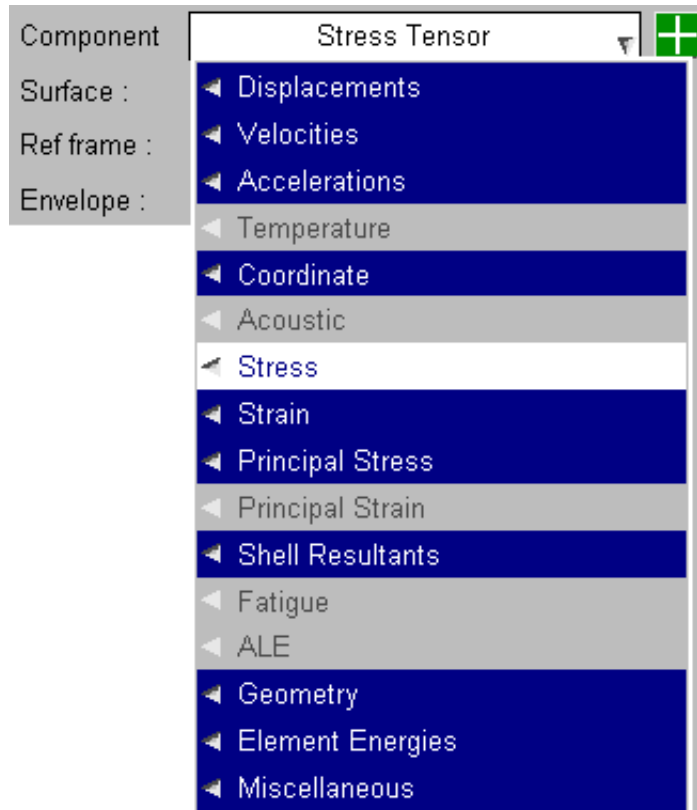 Component Stress Tensor
Surface : Displacements
Velocities
Ref frame :
Accelerations
Envelope :
Temperature
Coordinate
Acoustic
Stress
Strain
Principal Stress
Principal Strain
Shell Resultants
Fatigue
ALE
Geometry
Element Energies
Miscellaneous